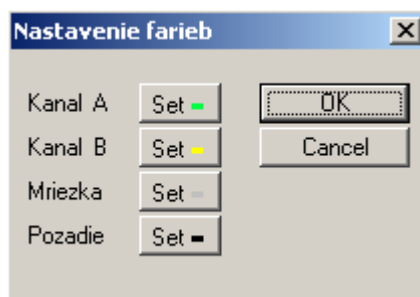 Nastavenie farieb
Kanal A Set OK
Kanal B Set Cancel
Mriezka Set
Pozadie Set